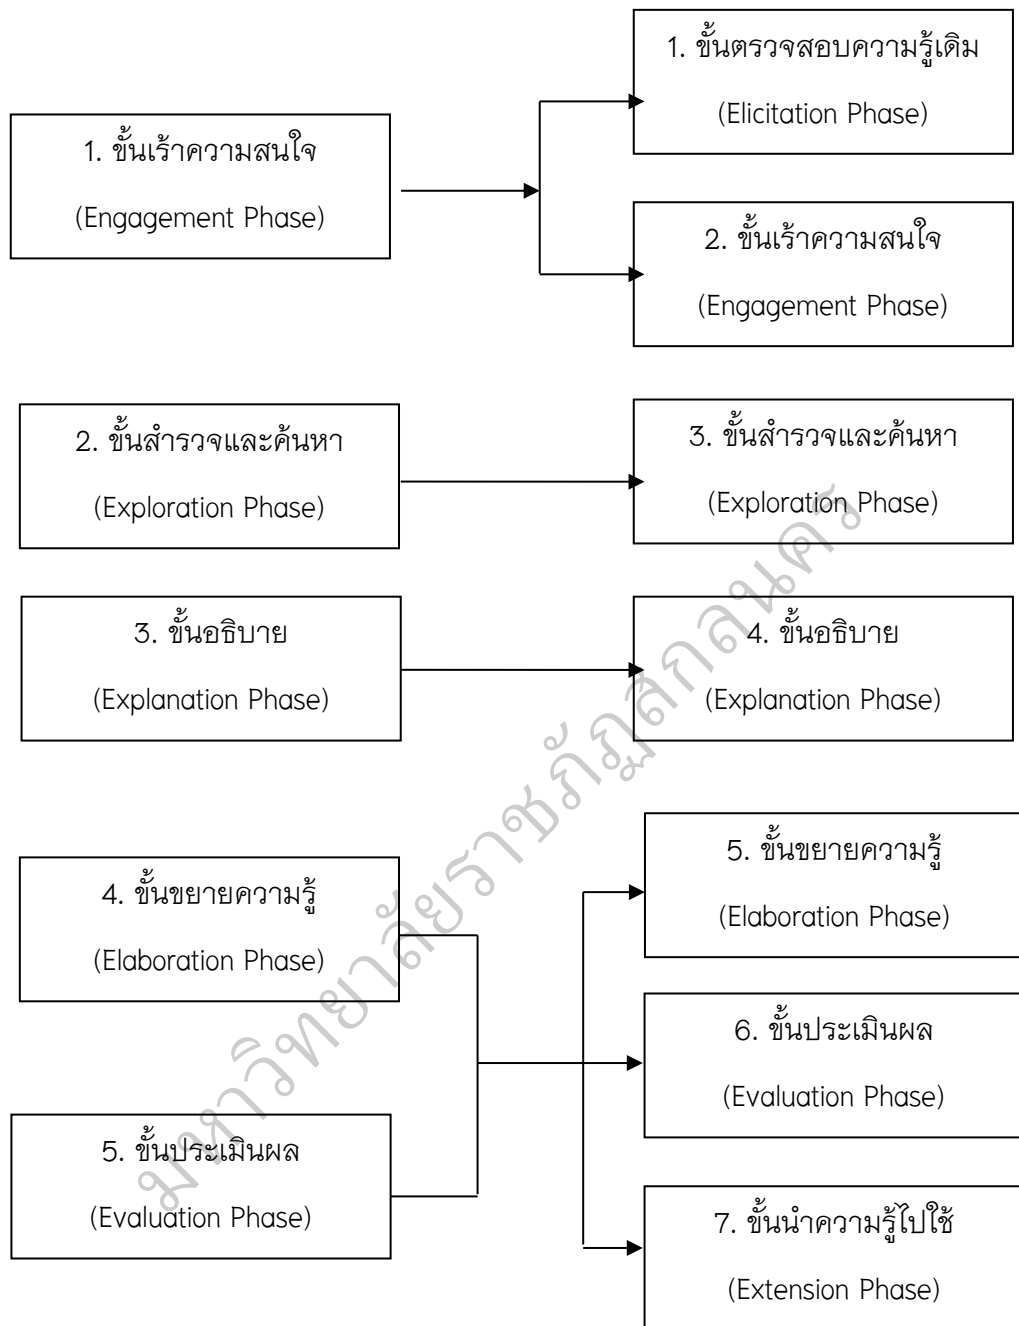 1. ขั้นเร้าความสนใจ
(Engagement Phase)
1. ขั้นตรวจสอบความรู้เดิม
(Elicitation Phase)
2. ขั้นเร้าความสนใจ
(Engagement Phase)
2. ขั้นสำรวจและค้นหา
(Exploration Phase)
3. ขั้นสำรวจและค้นหา
(Exploration Phase)
3. ขั้นอธิบาย
(Explanation Phase)
4. ขั้นอธิบาย
(Explanation Phase)
4. ขั้นขยายความรู้
(Elaboration Phase)
5. ขั้นประเมินผล
(Evaluation Phase)
5. ขั้นขยายความรู้
(Elaboration Phase)
6. ขั้นประเมินผล
(Evaluation Phase)
7. ขั้นนำความรู้ไปใช้
(Extension Phase)
มหาวิทยาลัยราชภัฏสกลนคร